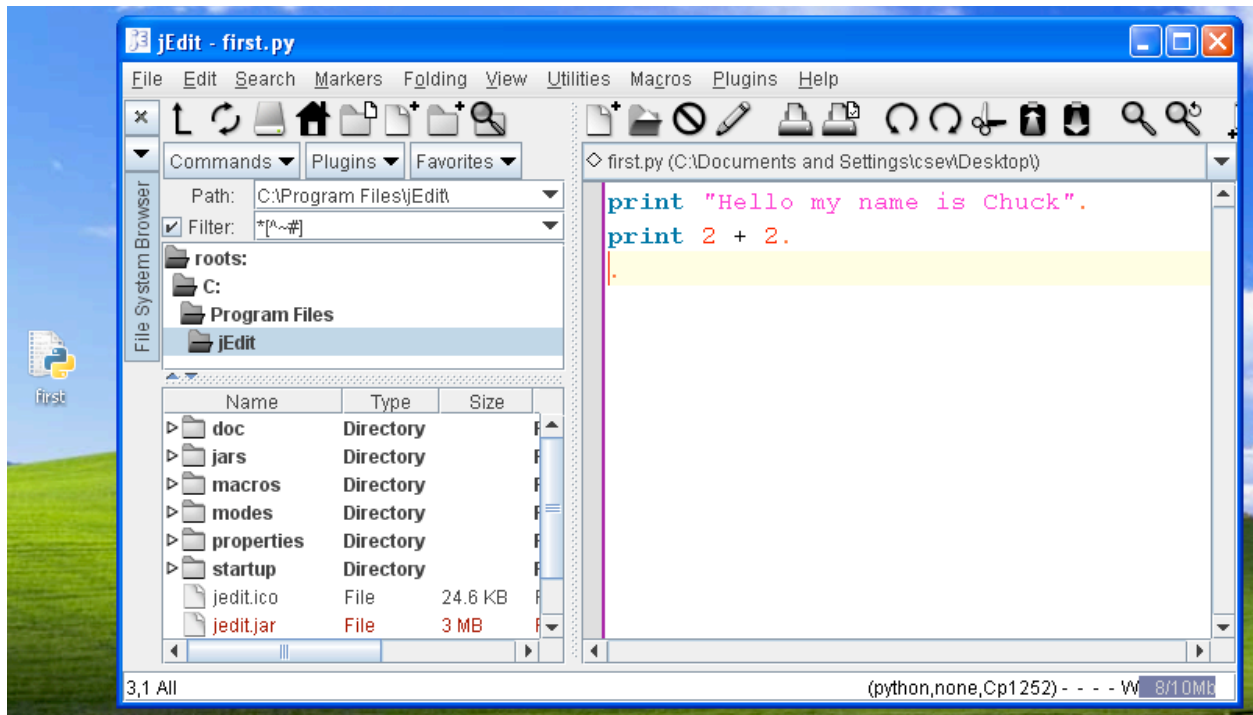 jEdit - first.py
File Edit Search Markers Folding View Utilities Macros Plugins Help
Commands Plugins Favorites
first.py (C:\Documents and Settings\csev\Desktop\)
Path: C:\Program Files\jEdit\
Filter: *[^~#]
File System Browser
roots:
C:
Program Files
jEdit
print "Hello my name is Chuck".
print 2 + 2.
.
first
Name Type Size
doc Directory
jars Directory
macros Directory
modes Directory
properties Directory
startup Directory
jedit.ico File 24.6 KB
jedit.jar File 3 MB
3,1 All
(python,none,Cp1252) - - - - W 8/10Mb